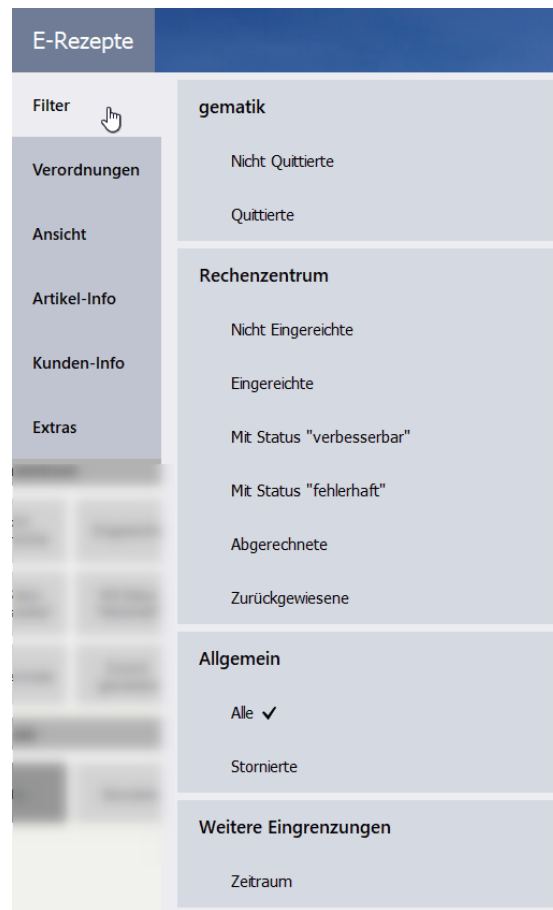 E-Rezepte
Filter
Verordnungen
Ansicht
Artikel-Info
Kunden-Info
Extras
gematik
Nicht Quittierte
Quittierte
Rechenzentrum
Nicht Eingereichte
Eingereichte
Mit Status "verbesserbar"
Mit Status "fehlerhaft"
Abgerechnete
Zurückgewiesene
Allgemein
Alle ✓
Stornierte
Weitere Eingrenzungen
Zeitraum